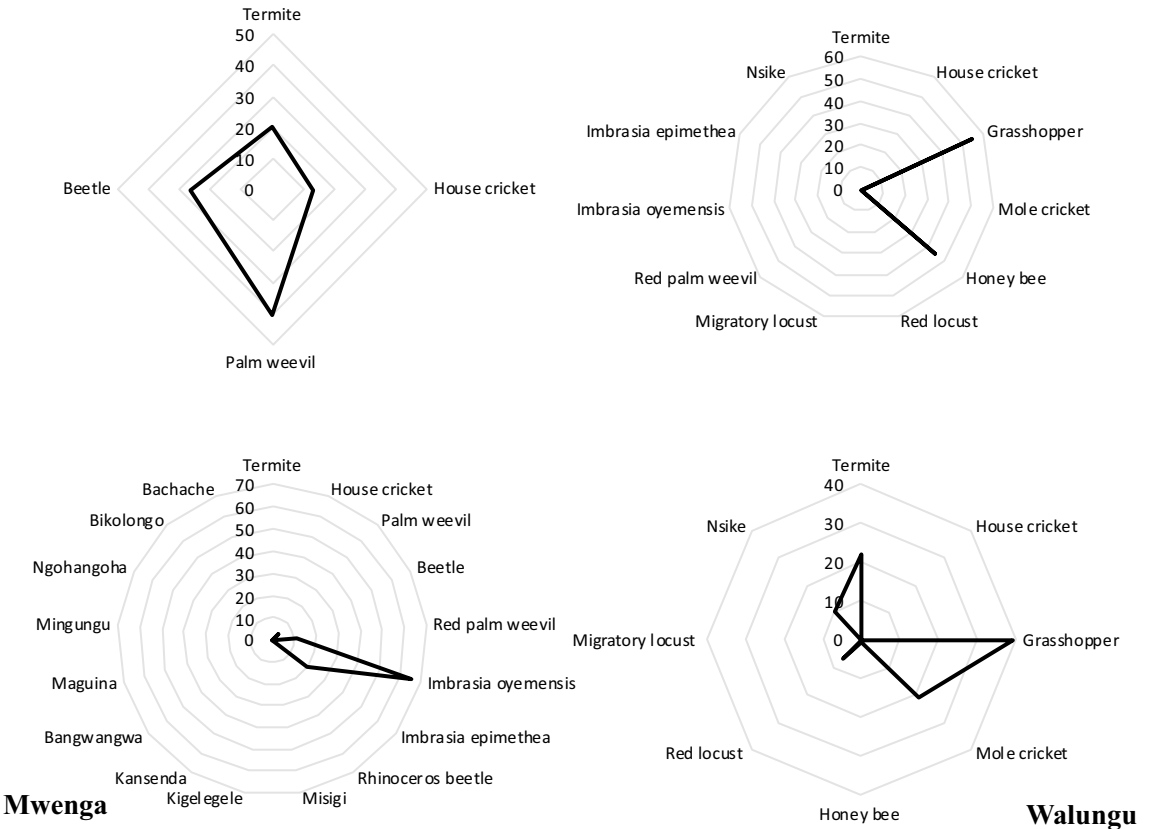 Termite
50
40
30
20
10
0
Beetle
House cricket
Palm weevil
Termite
60
50
40
30
20
10
0
Nsike
House cricket
Imbrasia epimethea
Grasshopper
Imbrasia oyemensis
Mole cricket
Red palm weevil
Honey bee
Migratory locust
Red locust
Termite
70
60
50
40
30
20
10
0
Bachache
House cricket
Bikolongo
Palm weevil
Ngohangoha
Beetle
Mingungu
Red palm weevil
Maguina
Imbrasia oyemensis
Bangwangwa
Imbrasia epimethea
Kansenda
Rhinoceros beetle
Kigelegele
Misigi
Mwenga
Termite
40
30
20
10
0
Nsike
House cricket
Migratory locust
Grasshopper
Red locust
Mole cricket
Honey bee
Walungu